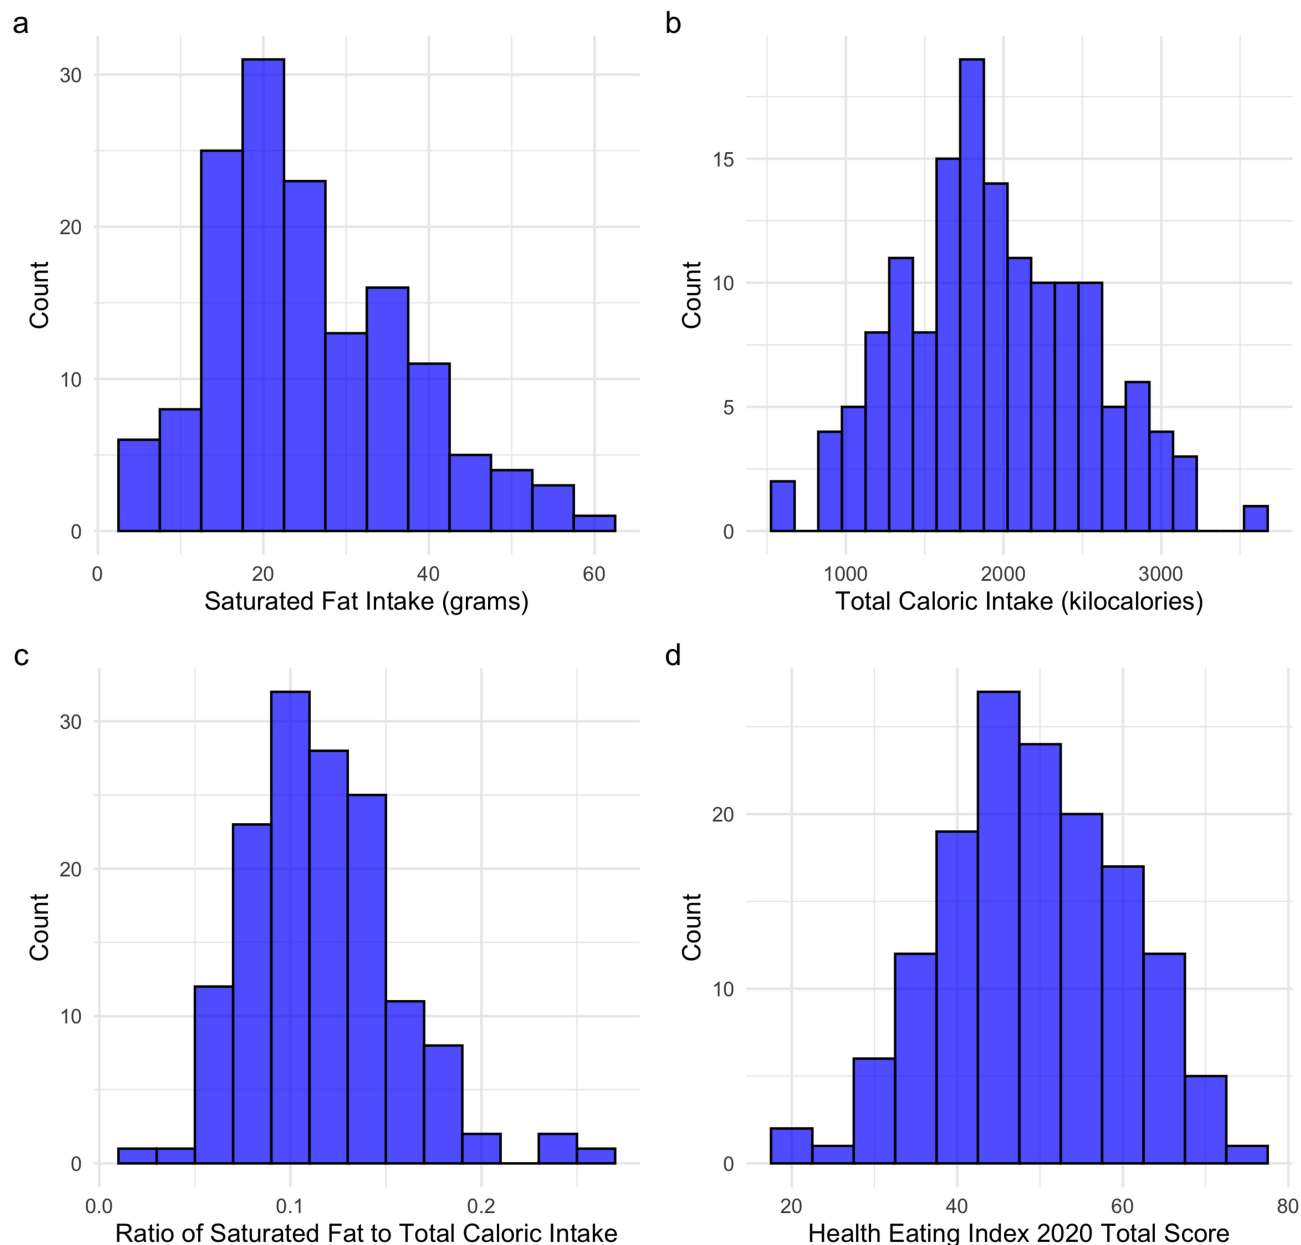 a
30
20
10
0
Count
0 20 40 60
Saturated Fat Intake (grams)
b
15
10
5
0
Count
1000 2000 3000
Total Caloric Intake (kilocalories)
c
30
20
10
0
Count
0.0 0.1 0.2
Ratio of Saturated Fat to Total Caloric Intake
d
20
10
0
Count
20 40 60 80
Health Eating Index 2020 Total Score